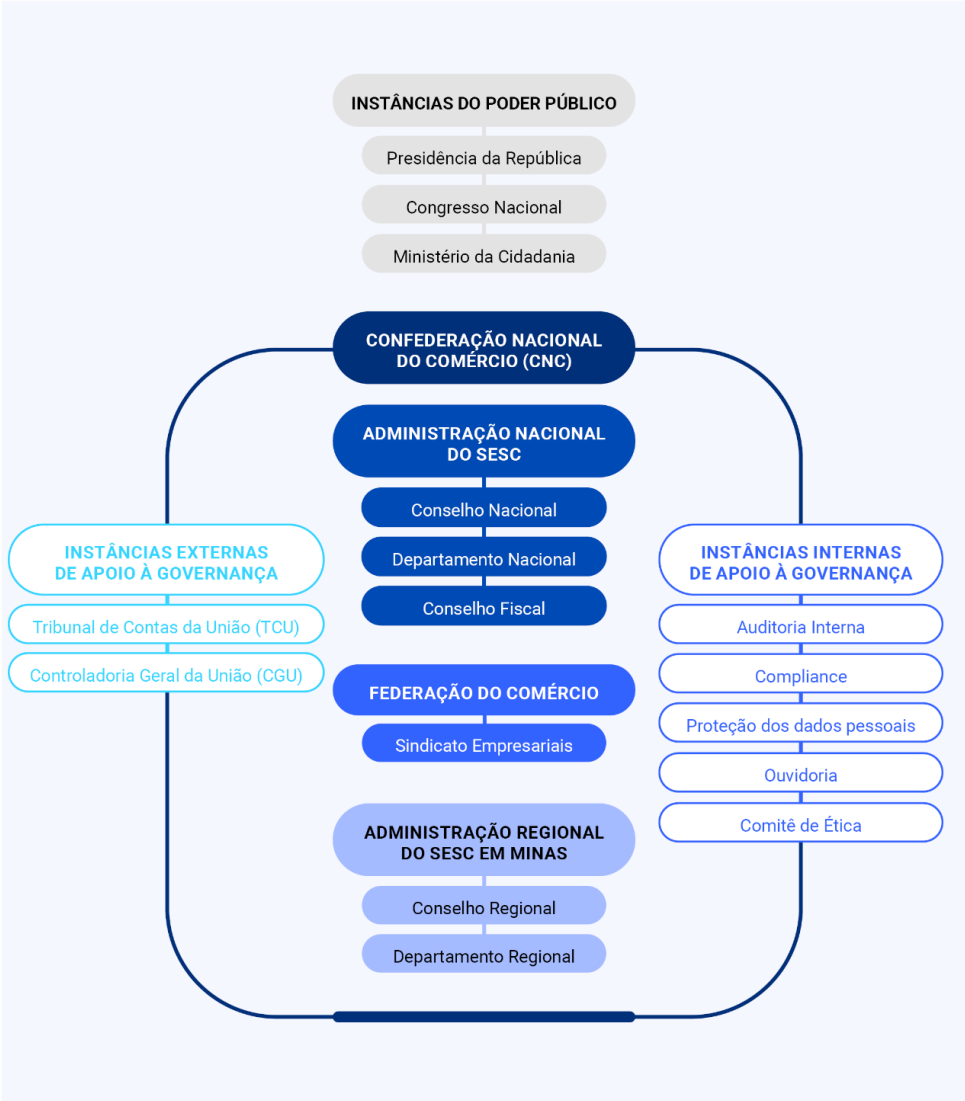 INSTÂNCIAS DO PODER PÚBLICO
Presidência da República
Congresso Nacional
Ministério da Cidadania
CONFEDERAÇÃO NACIONAL
DO COMÉRCIO (CNC)
ADMINISTRAÇÃO NACIONAL
DO SESC
Conselho Nacional
Departamento Nacional
Conselho Fiscal
INSTÂNCIAS EXTERNAS
DE APOIO À GOVERNANÇA
Tribunal de Contas da União (TCU)
Controladoria Geral da União (CGU)
INSTÂNCIAS INTERNAS
DE APOIO À GOVERNANÇA
Auditoria Interna
Compliance
Proteção dos dados pessoais
Ouvidoria
Comitê de Ética
FEDERAÇÃO DO COMÉRCIO
Sindicato Empresariais
ADMINISTRAÇÃO REGIONAL
DO SESC EM MINAS
Conselho Regional
Departamento Regional